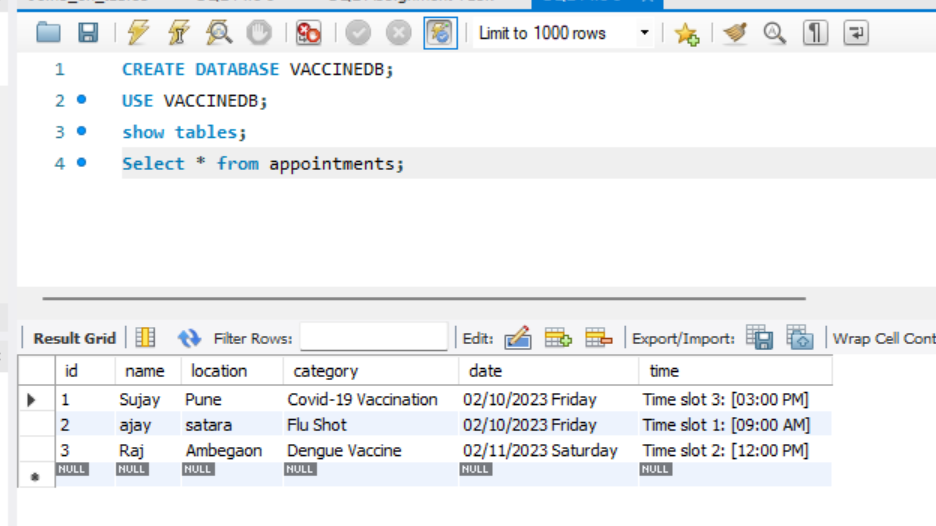 Limit to 1000 rows
1 CREATE DATABASE VACCINEDB;
2 USE VACCINEDB;
3 show tables;
4 Select * from appointments;
Result Grid Filter Rows: Edit: Export/Import: Wrap Cell Cont
id name location category date time
1 Sujay Pune Covid-19 Vaccination 02/10/2023 Friday Time slot 3: [03:00 PM]
2 ajay satara Flu Shot 02/10/2023 Friday Time slot 1: [09:00 AM]
3 Raj Ambegaon Dengue Vaccine 02/11/2023 Saturday Time slot 2: [12:00 PM]
NULL NULL NULL NULL NULL NULL